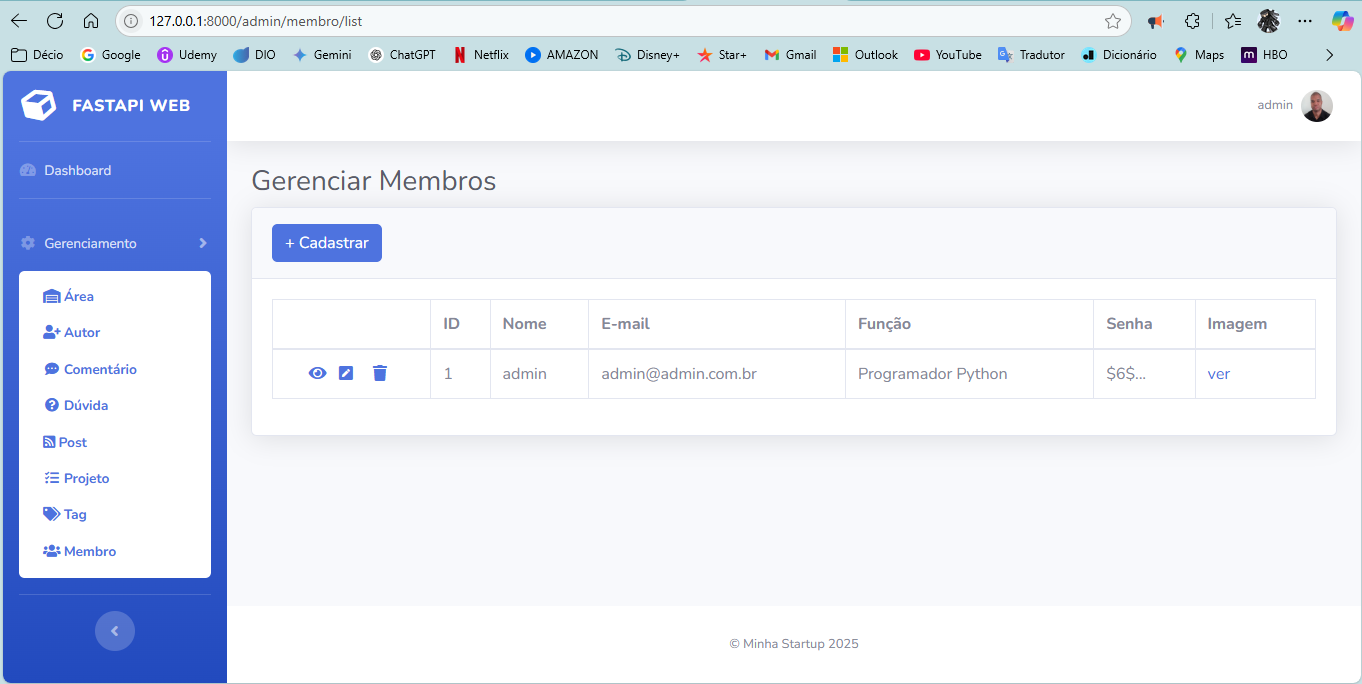 127.0.0.1:8000/admin/membro/list
Décio Google Udemy DIO Gemini ChatGPT Netflix AMAZON Disney+ Star+ Gmail Outlook YouTube Tradutor Dicionário Maps HBO
FASTAPI WEB
admin
Dashboard
Gerenciar Membros
+ Cadastrar
Gerenciamento
Área
Autor
Comentário
Dúvida
Post
Projeto
Tag
Membro
ID Nome E-mail Função Senha Imagem
1 admin admin@admin.com.br Programador Python $6$... ver
© Minha Startup 2025